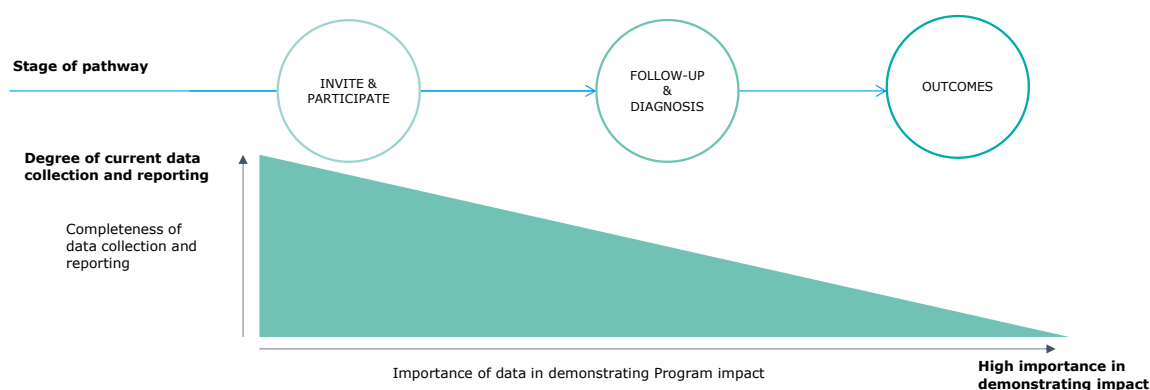 Stage of pathway
INVITE &
PARTICIPATE
FOLLOW-UP
&
DIAGNOSIS
OUTCOMES
Degree of current data
collection and reporting
Completeness of
data collection and
reporting
Importance of data in demonstrating Program impact
High importance in
demonstrating impact